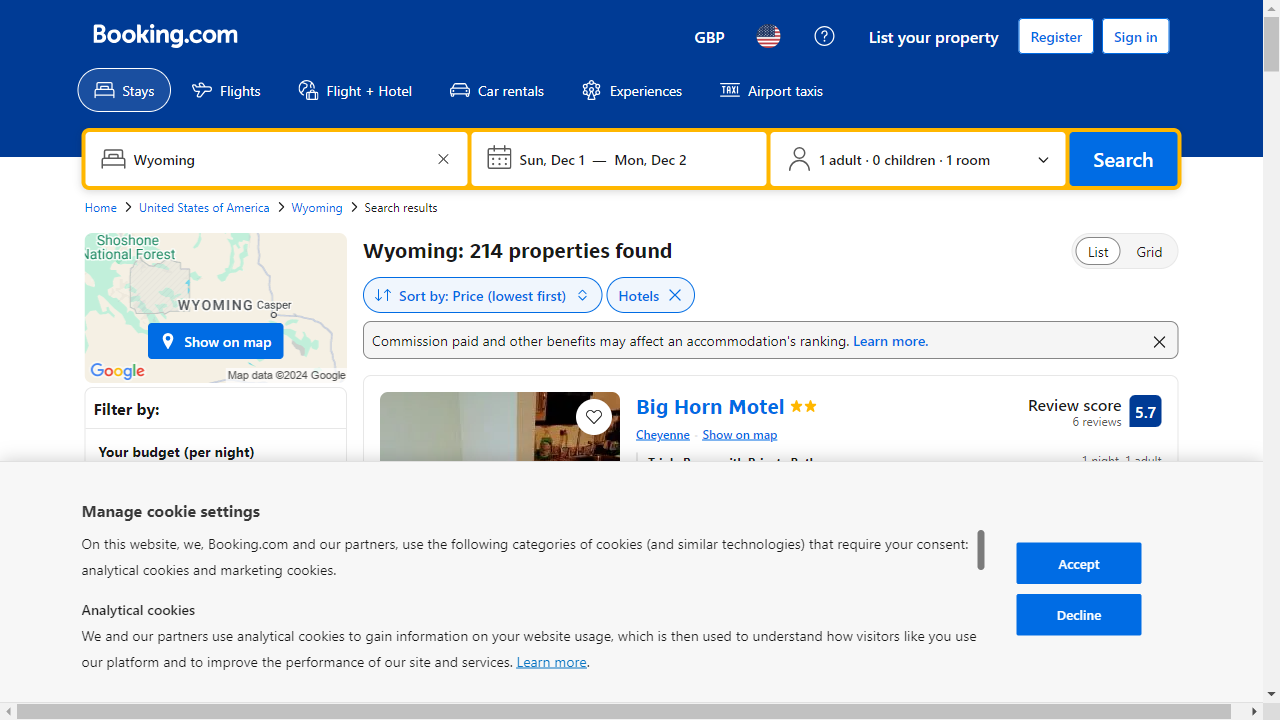 Booking.com
GBP
List your property
Register
Sign in
Stays
Flights
Flight + Hotel
Car rentals
Experiences
Airport taxis
Wyoming
Sun, Dec 1 — Mon, Dec 2
1 adult · 0 children · 1 room
Search
Home
United States of America
Wyoming
Search results
Shoshone
National Forest
WYOMING
Casper
Show on map
Google
Map data ©2024 Google
Filter by:
Your budget (per night)
Wyoming: 214 properties found
List
Grid
Sort by: Price (lowest first)
Hotels
Commission paid and other benefits may affect an accommodation's ranking. Learn more.
Big Horn Motel
Cheyenne
Show on map
Review score
6 reviews
5.7
1 night, 1 adult
Manage cookie settings
On this website, we, Booking.com and our partners, use the following categories of cookies (and similar technologies) that require your consent:
analytical cookies and marketing cookies.
Analytical cookies
We and our partners use analytical cookies to gain information on your website usage, which is then used to understand how visitors like you use
our platform and to improve the performance of our site and services. Learn more.
Accept
Decline